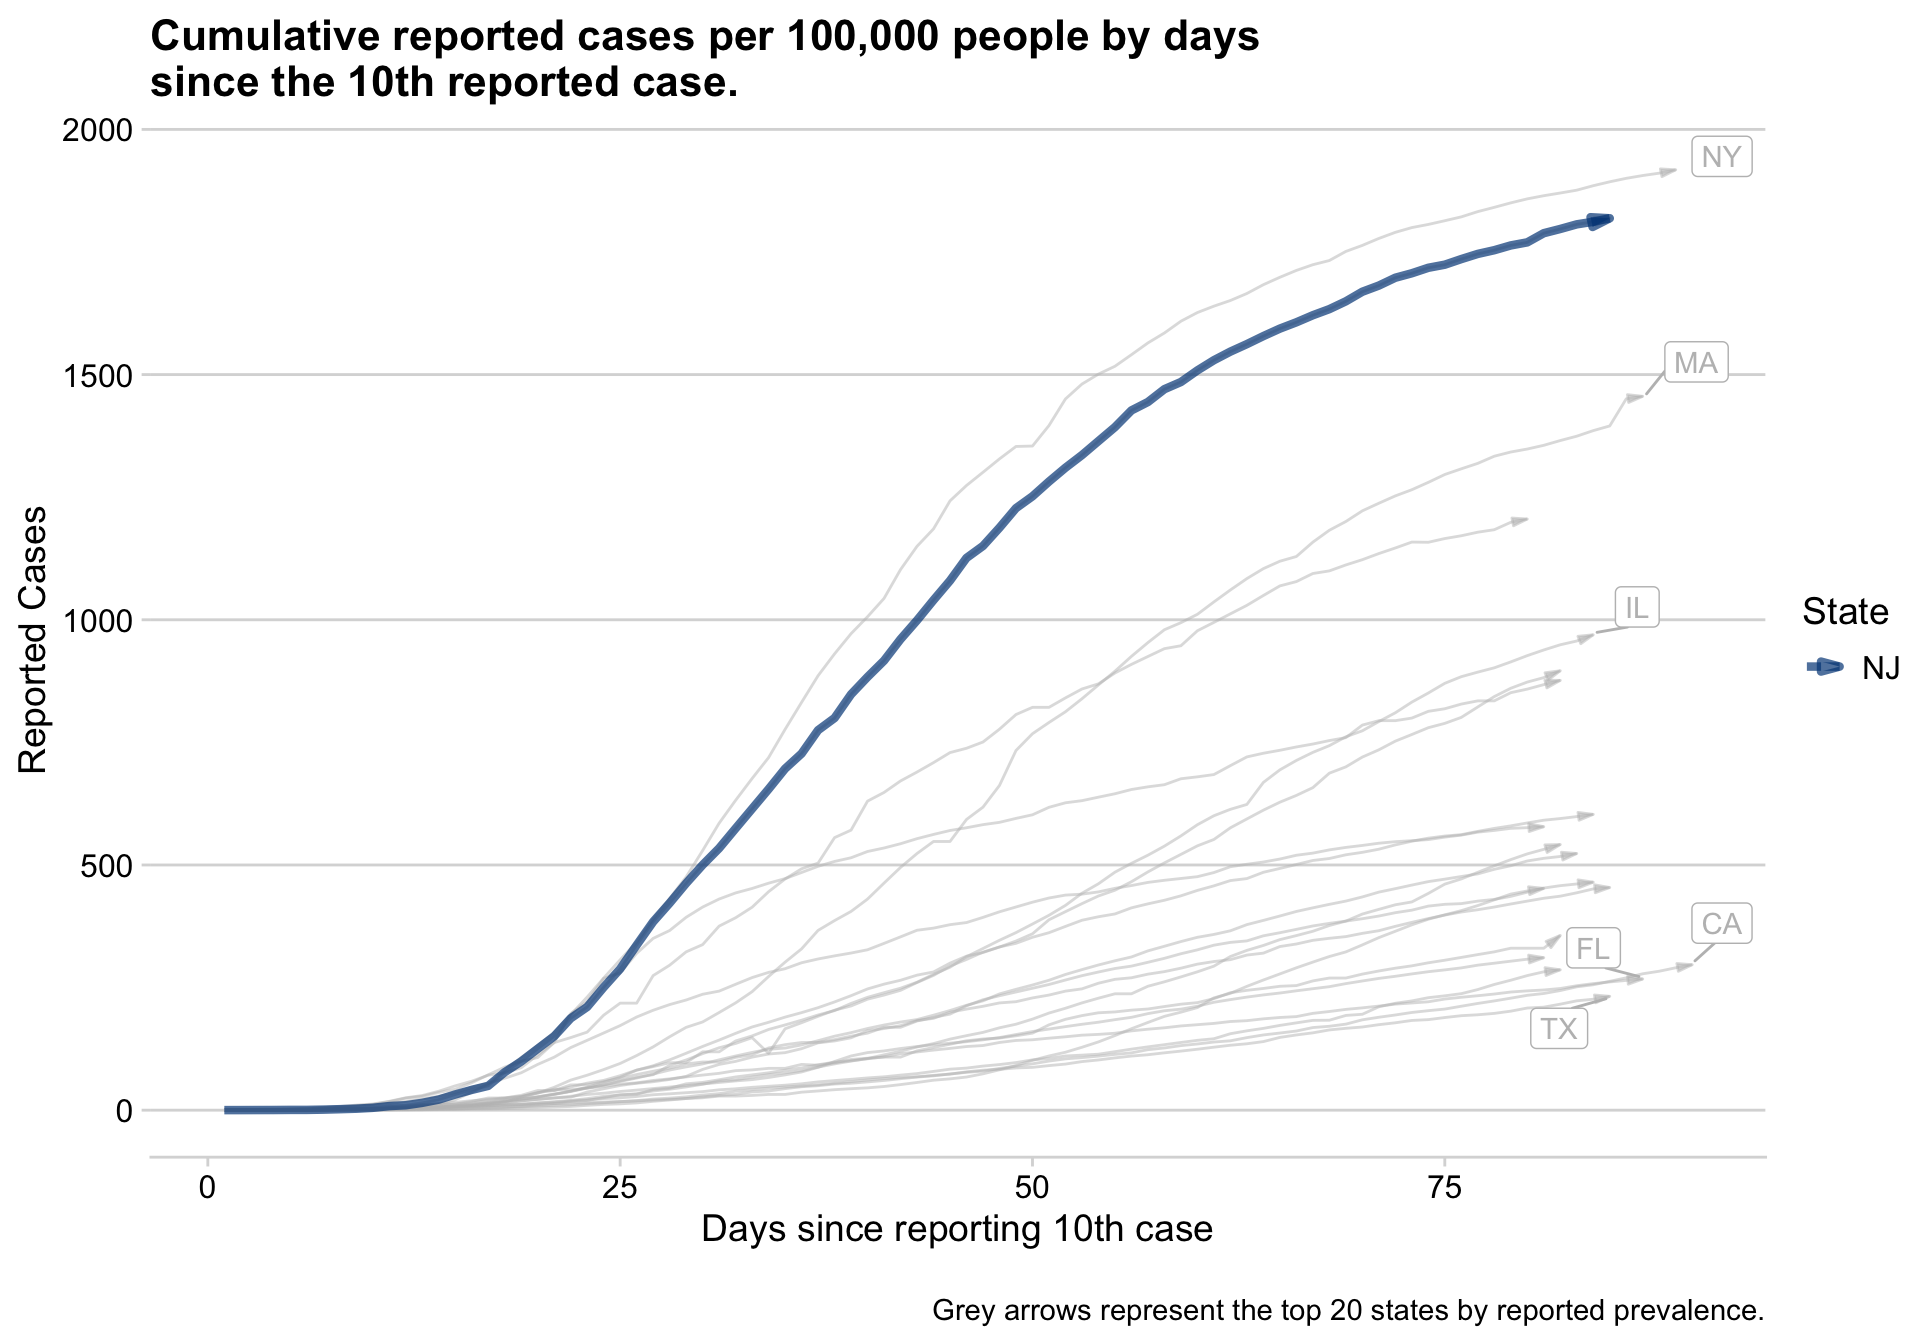 Cumulative reported cases per 100,000 people by days
since the 10th reported case.
2000
1500
1000
500
0
Reported Cases
NY
MA
IL
CA
FL
TX
State
NJ
0
25
50
75
Days since reporting 10th case
Grey arrows represent the top 20 states by reported prevalence.